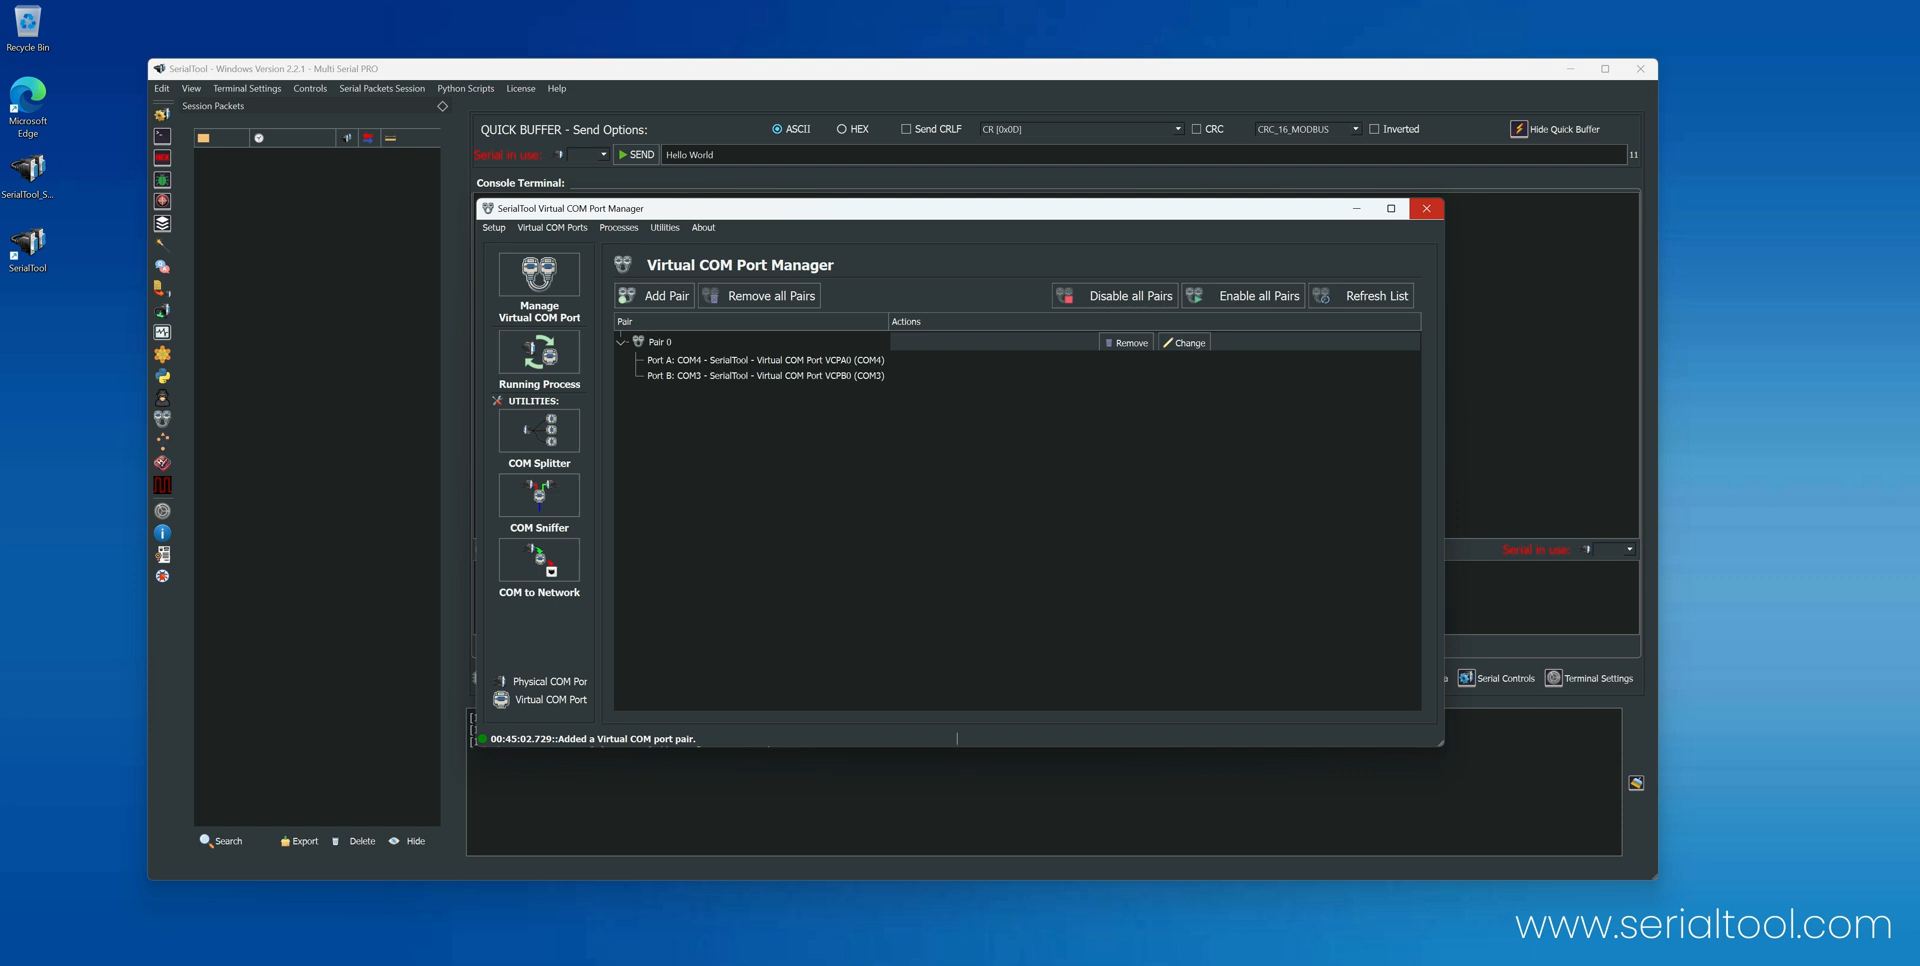 Recycle Bin
Microsoft
Edge
SerialTool_S...
SerialTool
SerialTool - Windows Version 2.2.1 - Multi Serial PRO
Edit View Terminal Settings Controls Serial Packets Session Python Scripts License Help
Session Packets
QUICK BUFFER - Send Options:
ASCII
HEX
Send CRLF
CR [0x0D]
CRC
CRC_16_MODBUS
Inverted
Hide Quick Buffer
Serial in use:
SEND
Hello World
11
Console Terminal:
SerialTool Virtual COM Port Manager
Setup Virtual COM Ports Processes Utilities About
Manage
Virtual COM Port
Running Process
UTILITIES:
COM Splitter
COM Sniffer
COM to Network
Physical COM Por
Virtual COM Port
Virtual COM Port Manager
Add Pair
Remove all Pairs
Disable all Pairs
Enable all Pairs
Refresh List
Pair
Actions
Pair 0
Remove
Change
Port A: COM4 - SerialTool - Virtual COM Port VCPA0 (COM4)
Port B: COM3 - SerialTool - Virtual COM Port VCPB0 (COM3)
00:45:02.729::Added a Virtual COM port pair.
Serial in use:
Serial Controls
Terminal Settings
Search
Export
Delete
Hide
www.serialtool.com